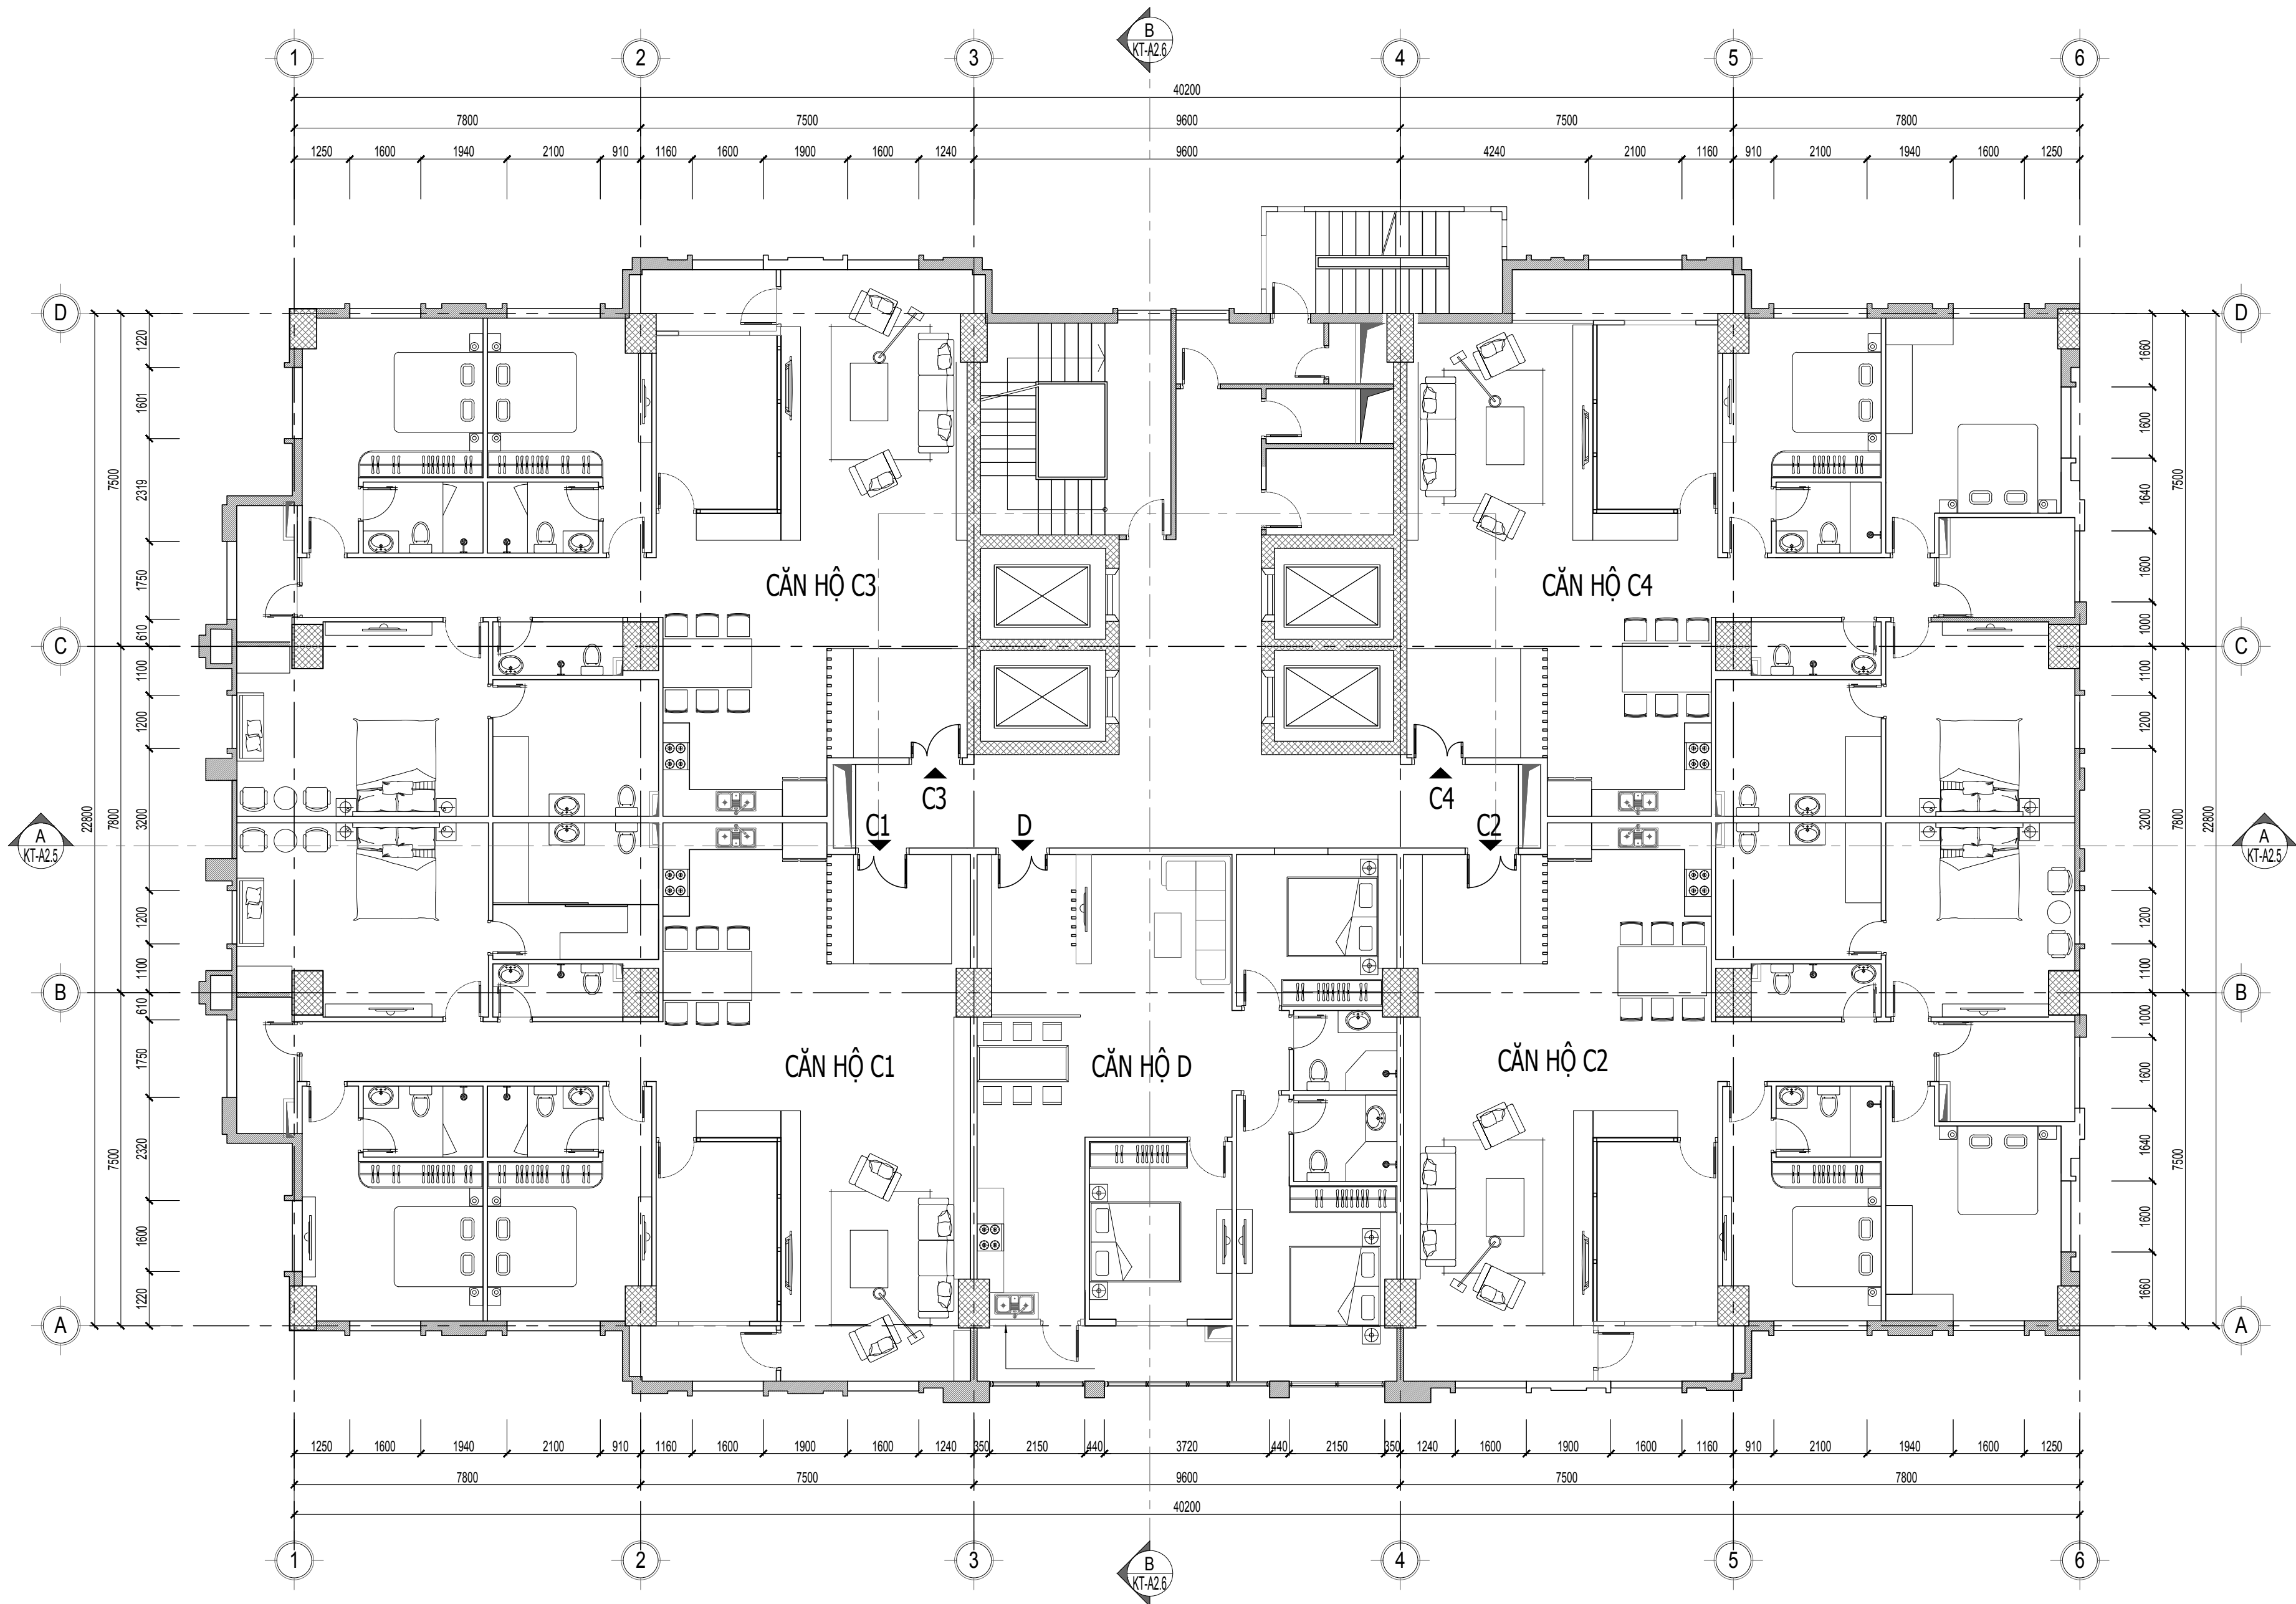 B
KT-A2.6
1 2 3 4 5 6
40200
7800 7500 9600 7500 7800
1250 1600 1940 2100 910 1160 1600 1900 1600 1240 9600 4240 2100 1160 910 2100 1940 1600 1250
D D
1220 1660
1601 1600
7500 7500
2319 1640
1750 1600
CĂN HỘ C3 CĂN HỘ C4
610 1000
C C
1100 1100
1200 1200
C3 C4
22800 7800 3200 3200 7800 22800
C1 D C2
A A
KT-A2.5 KT-A2.5
1200 1200
1100 1100
B B
610 1000
CĂN HỘ C1 CĂN HỘ D CĂN HỘ C2
1750 1600
2320 1640
7500 7500
1600 1600
1220 1660
A A
1250 1600 1940 2100 910 1160 1600 1900 1600 1240 350 2150 440 3720 440 2150 350 1240 1600 1900 1600 1160 910 2100 1940 1600 1250
7800 7500 9600 7500 7800
40200
1 2 3 4 5 6
B
KT-A2.6